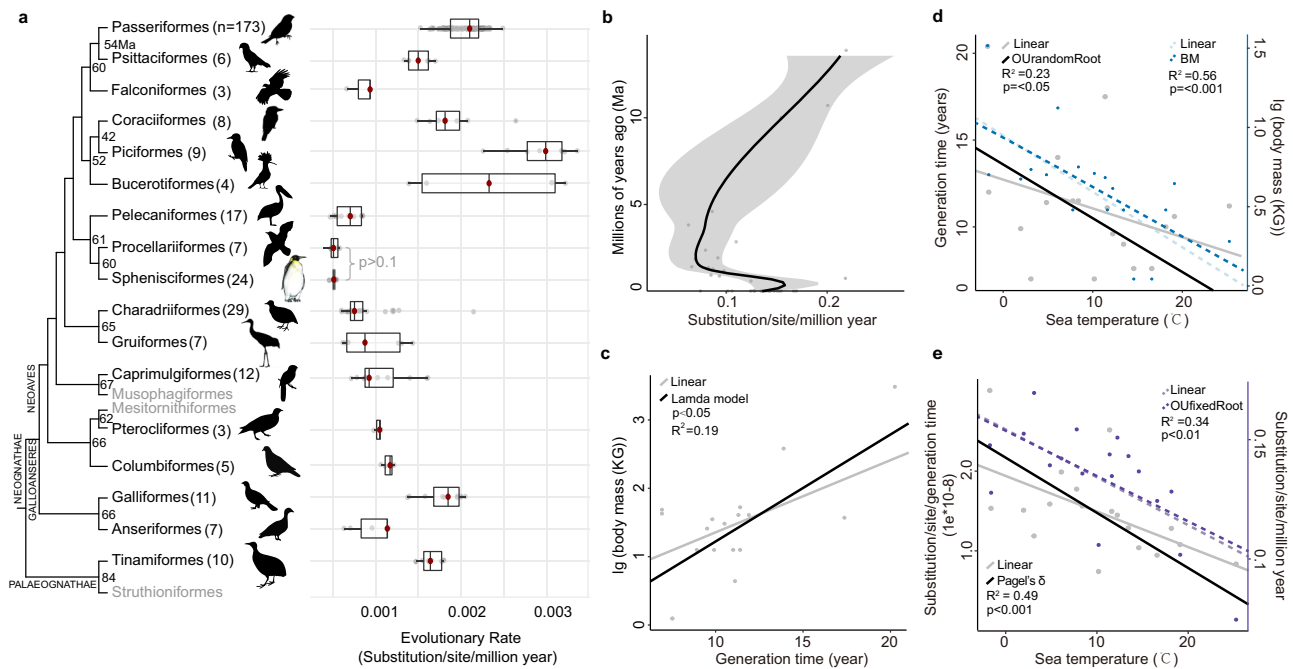 a
Passeriformes (n=173)
54Ma
Psittaciformes (6)
60
Falconiformes (3)
Coraciiformes (8)
42
Piciformes (9)
52
Bucerotiformes (4)
Pelecaniformes (17)
61
Procellariiformes (7)
60
p>0.1
Sphenisciformes (24)
Charadriiformes (29)
65
Gruiformes (7)
Caprimulgiformes (12)
67
Musophagiformes
Mesitornithiformes
62
Pterocliformes (3)
66
Columbiformes (5)
Galliformes (11)
66
Anseriformes (7)
Tinamiformes (10)
84
Struthioniformes
NEOAVES
NEOGNATHAE
GALLOANSERES
PALAEOGNATHAE
0.001 0.002 0.003
Evolutionary Rate
(Substitution/site/million year)
b
Millions of years ago (Ma)
10
5
0
0.1 0.2
Substitution/site/million year
c
Linear
Lamda model
p<0.05
R²=0.19
lg (body mass (KG))
3
2
1
0
10 15 20
Generation time (year)
d
Linear
OUrandomRoot
R² =0.23
p=<0.05
Linear
BM
R² =0.56
p=<0.001
Generation time (years)
20
15
10
0
lg (body mass (KG))
1.5
1.0
0.5
0.0
0 10 20
Sea temperature (℃)
e
Linear
OUfixedRoot
R² =0.34
p<0.01
Linear
Pagel's δ
R² = 0.49
p<0.001
Substitution/site/generation time
(1e*10-8)
2.0
1.0
Substitution/site/million year
0.15
0.1
0 10 20
Sea temperature (℃)